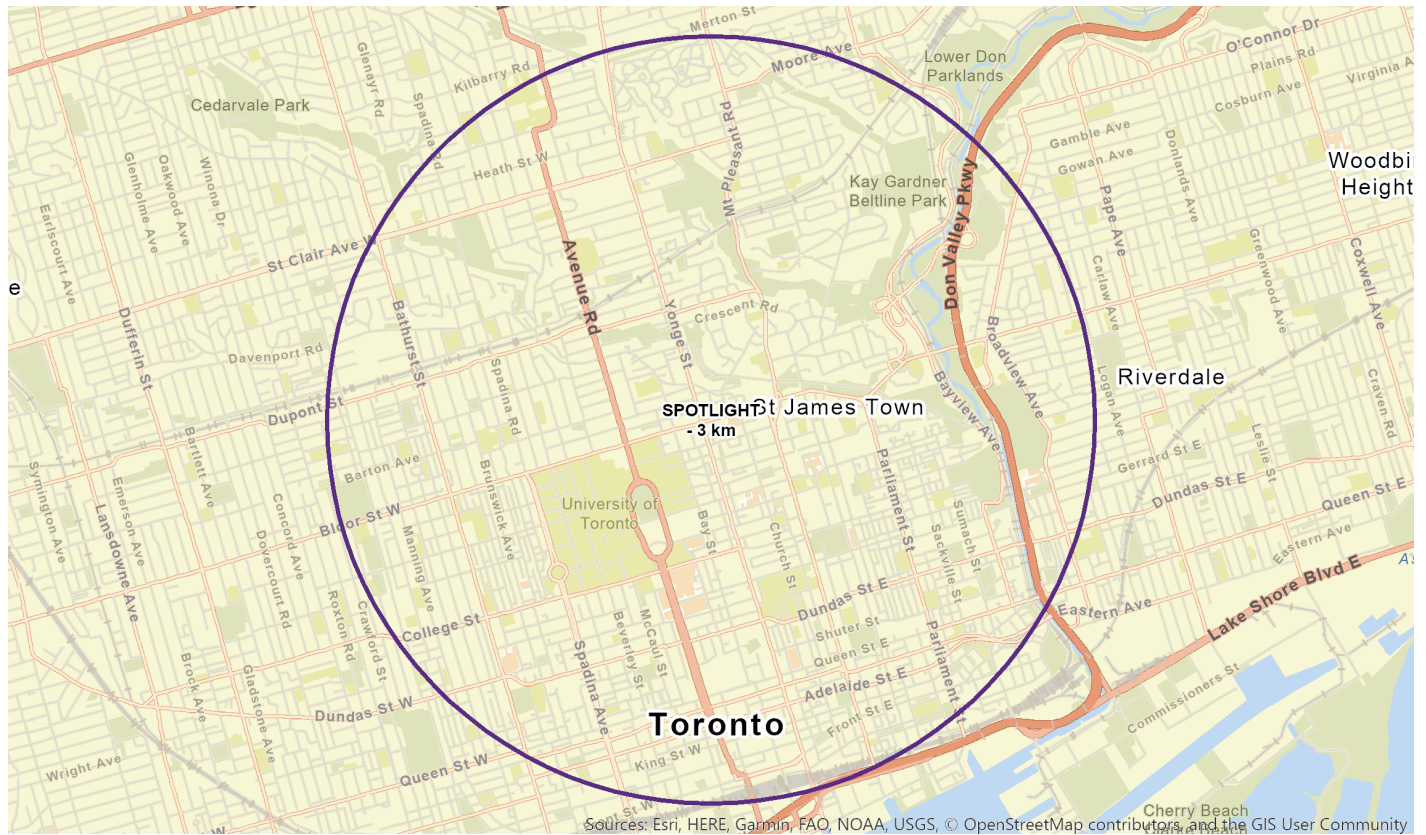 Merton St
O'Connor Dr
Moore Ave
Lower Don
Parklands
Plains Rd
Virginia A
Glenayr Rd
Kilbarry Rd
Cedarvale Park
Spadina Rd
Cosburn Ave
Mt Pleasant Rd
Gamble Ave
Donlands Ave
Gowan Ave
Woodbi
Height
Glenholme Ave
Oakwood Ave
Winona Dr
Heath St W
Kay Gardner
Beltline Park
Don Valley Pkwy
Pape Ave
Earlscourt Ave
St Clair Ave W
Avenue Rd
Carlaw Ave
Greenwood Ave
Coxwell Ave
e
Dufferin St
Bathurst St
Yonge St
Crescent Rd
Broadview Ave
Davenport Rd
Spadina Rd
Bayview Ave
Logan Ave
Riverdale
Craven Rd
Dupont St
SPOTLIGHT
- 3 km
St James Town
Bartlett Ave
Barton Ave
Brunswick Ave
Parliament St
Gerrard St E
Leslie St
Symington Ave
Emerson Ave
Lansdowne Ave
Concord Ave
Dovercourt Rd
Bloor St W
Manning Ave
University of
Toronto
Bay St
Church St
Sumach St
Sackville St
Dundas St E
Queen St E
Eastern Ave
A's
Roxton Rd
Crawford St
College St
Beverley St
McCaul St
Dundas St E
Shuter St
Queen St E
Parliament St
Eastern Ave
Lake Shore Blvd E
Brock Ave
Gladstone Ave
Dundas St W
Spadina Ave
Adelaide St E
Front St E
Commissioners St
Toronto
Wright Ave
Queen St W
King St W
ont St W
Cherry Beach
Sources: Esri, HERE, Garmin, FAO, NOAA, USGS, © OpenStreetMap contributors, and the GIS User Community